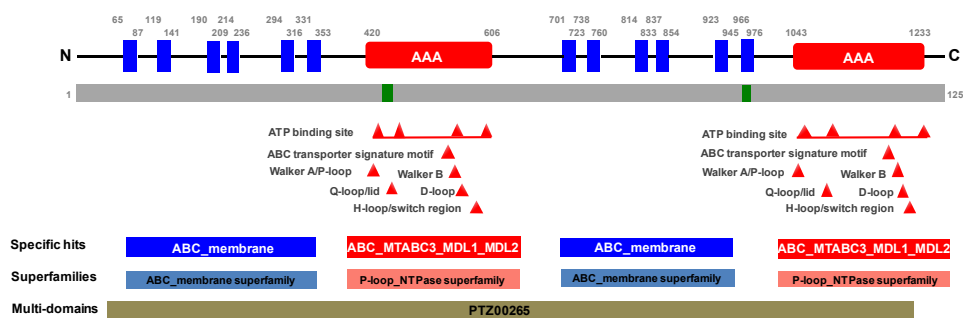 65 119 190 214 294 331 420 606 701 738 814 837 923 966 1043 1233
87 141 209 236 316 353 723 760 833 854 945 976
N AAA AAA C
1 125
ATP binding site ATP binding site
ABC transporter signature motif ABC transporter signature motif
Walker A/P-loop Walker B Walker A/P-loop Walker B
Q-loop/lid D-loop Q-loop/lid D-loop
H-loop/switch region H-loop/switch region
Specific hits ABC_membrane ABC_MTABC3_MDL1_MDL2 ABC_membrane ABC_MTABC3_MDL1_MDL2
Superfamilies ABC_membrane superfamily P-loop_NTPase superfamily ABC_membrane superfamily P-loop_NTPase superfamily
Multi-domains PTZ00265